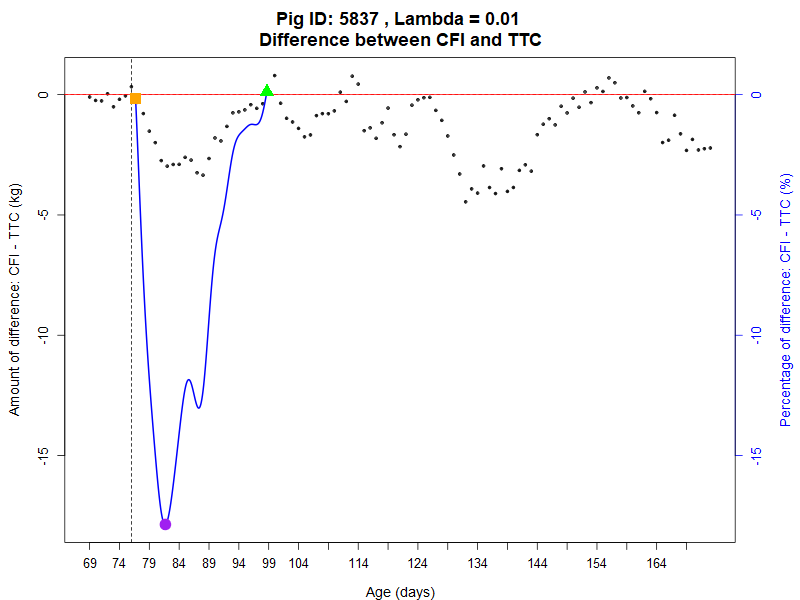 Pig ID: 5837 , Lambda = 0.01
Difference between CFI and TTC
Amount of difference: CFI - TTC (kg)
0
-5
-10
-15
0
-5
-10
-15
Percentage of difference: CFI - TTC (%)
69 74 79 84 89 94 99 104 114 124 134 144 154 164
Age (days)